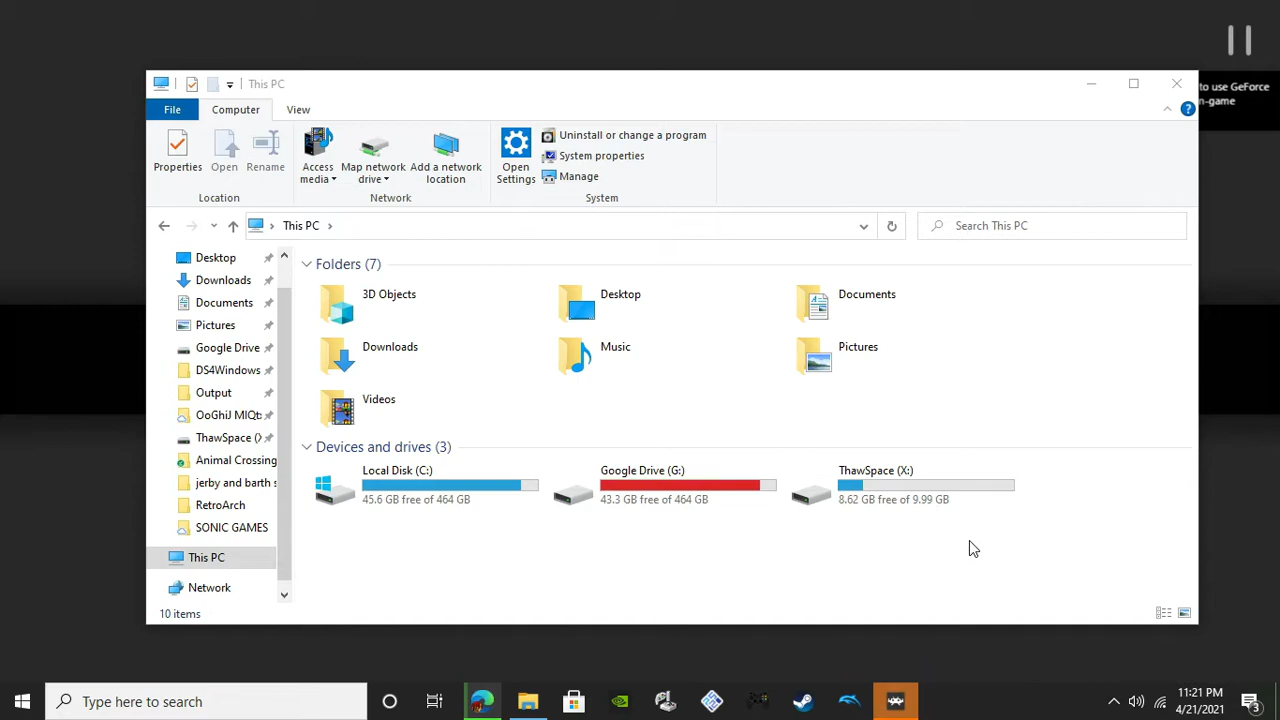 to use GeForce
n-game
This PC
File
Computer
View
Properties
Open
Rename
Access
media
Map network
drive
Add a network
location
Open
Settings
Uninstall or change a program
System properties
Manage
Location
Network
System
This PC
Search This PC
Desktop
Downloads
Documents
Pictures
Google Drive
DS4Windows
Output
ThawSpace (X
Animal Crossing
jerby and barth s
RetroArch
SONIC GAMES
This PC
Network
Folders (7)
3D Objects
Desktop
Documents
Downloads
Music
Pictures
Videos
Devices and drives (3)
Local Disk (C:)
45.6 GB free of 464 GB
Google Drive (G:)
43.3 GB free of 464 GB
ThawSpace (X:)
8.62 GB free of 9.99 GB
10 items
Type here to search
11:21 PM
4/21/2021
3